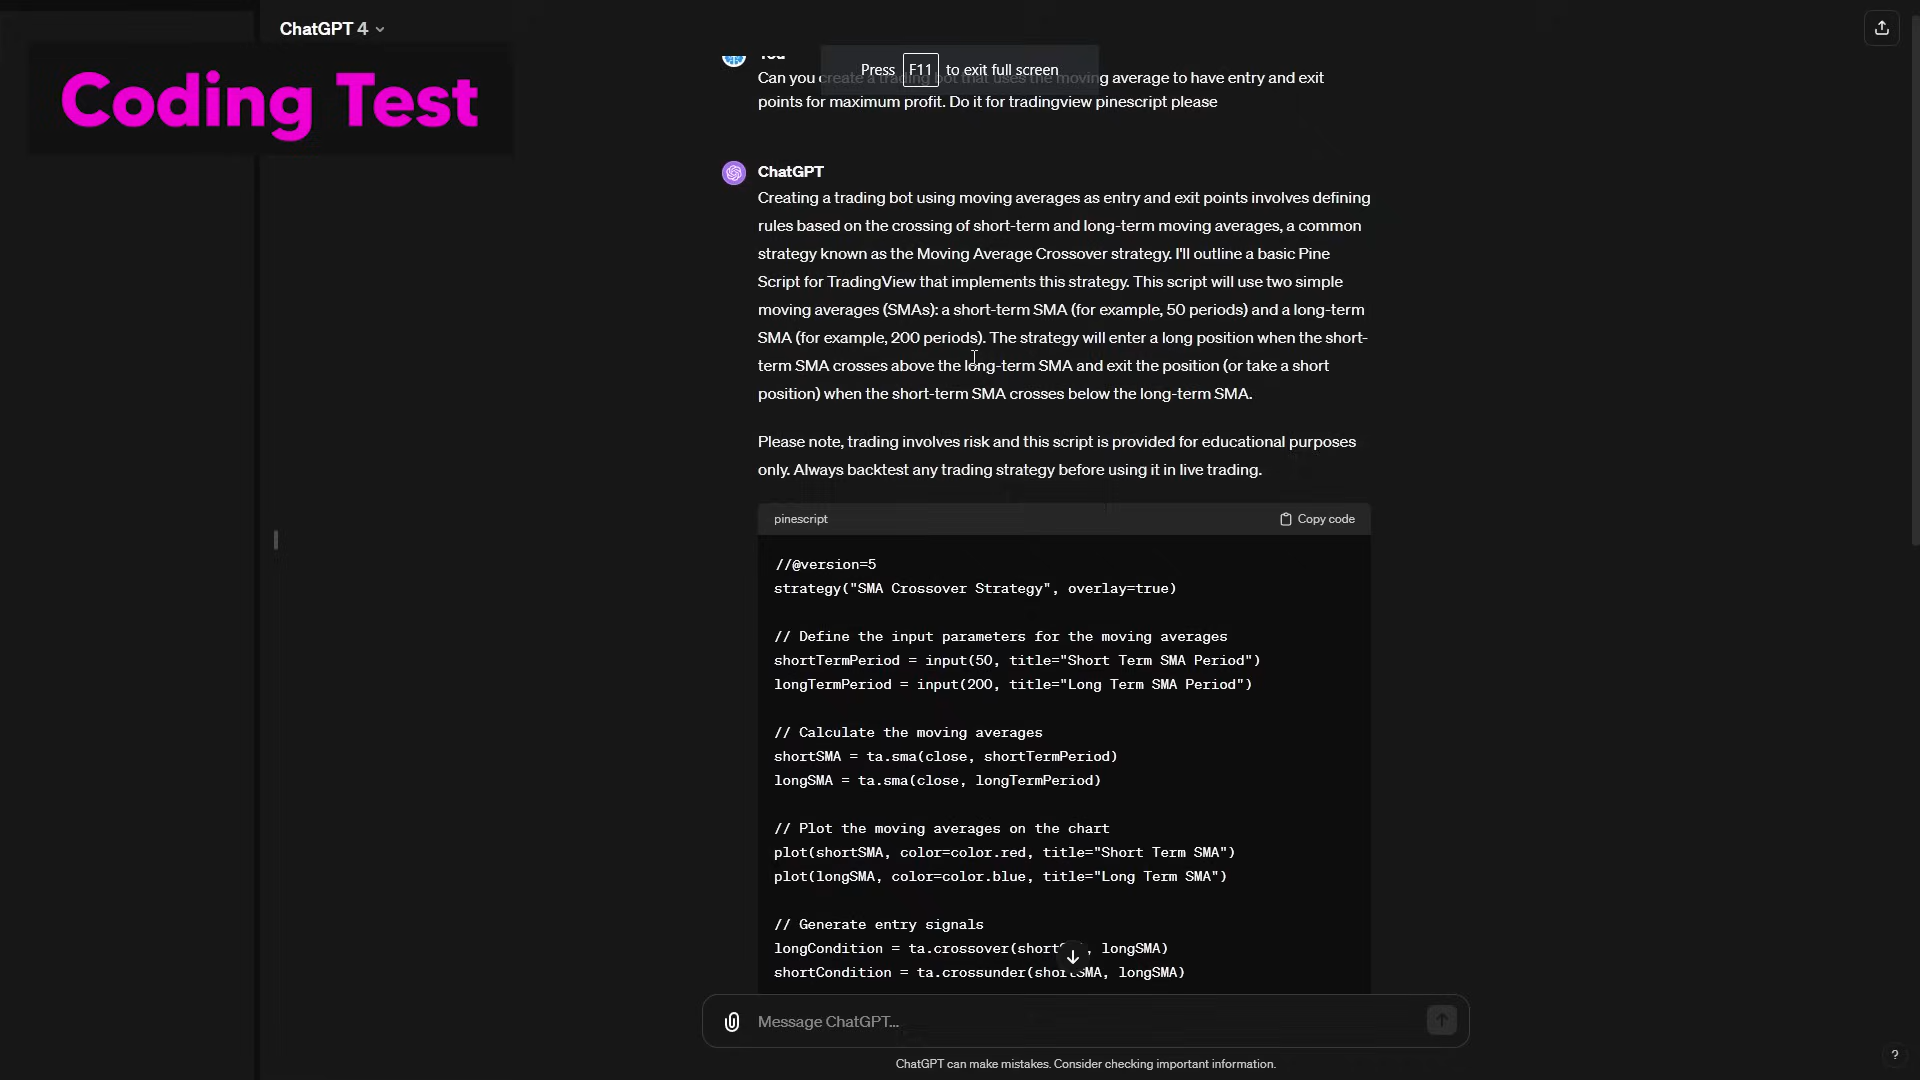 ChatGPT 4
Coding Test
You
Press F11 to exit full screen
Can you create a trading bot that uses the moving average to have entry and exit
points for maximum profit. Do it for tradingview pinescript please
ChatGPT
Creating a trading bot using moving averages as entry and exit points involves defining
rules based on the crossing of short-term and long-term moving averages, a common
strategy known as the Moving Average Crossover strategy. I'll outline a basic Pine
Script for TradingView that implements this strategy. This script will use two simple
moving averages (SMAs): a short-term SMA (for example, 50 periods) and a long-term
SMA (for example, 200 periods). The strategy will enter a long position when the short-
term SMA crosses above the long-term SMA and exit the position (or take a short
position) when the short-term SMA crosses below the long-term SMA.
Please note, trading involves risk and this script is provided for educational purposes
only. Always backtest any trading strategy before using it in live trading.
pinescript
Copy code
//@version=5
strategy("SMA Crossover Strategy", overlay=true)
// Define the input parameters for the moving averages
shortTermPeriod = input(50, title="Short Term SMA Period")
longTermPeriod = input(200, title="Long Term SMA Period")
// Calculate the moving averages
shortSMA = ta.sma(close, shortTermPeriod)
longSMA = ta.sma(close, longTermPeriod)
// Plot the moving averages on the chart
plot(shortSMA, color=color.red, title="Short Term SMA")
plot(longSMA, color=color.blue, title="Long Term SMA")
// Generate entry signals
longCondition = ta.crossover(shortSMA, longSMA)
shortCondition = ta.crossunder(shortSMA, longSMA)
Message ChatGPT...
ChatGPT can make mistakes. Consider checking important information.
?